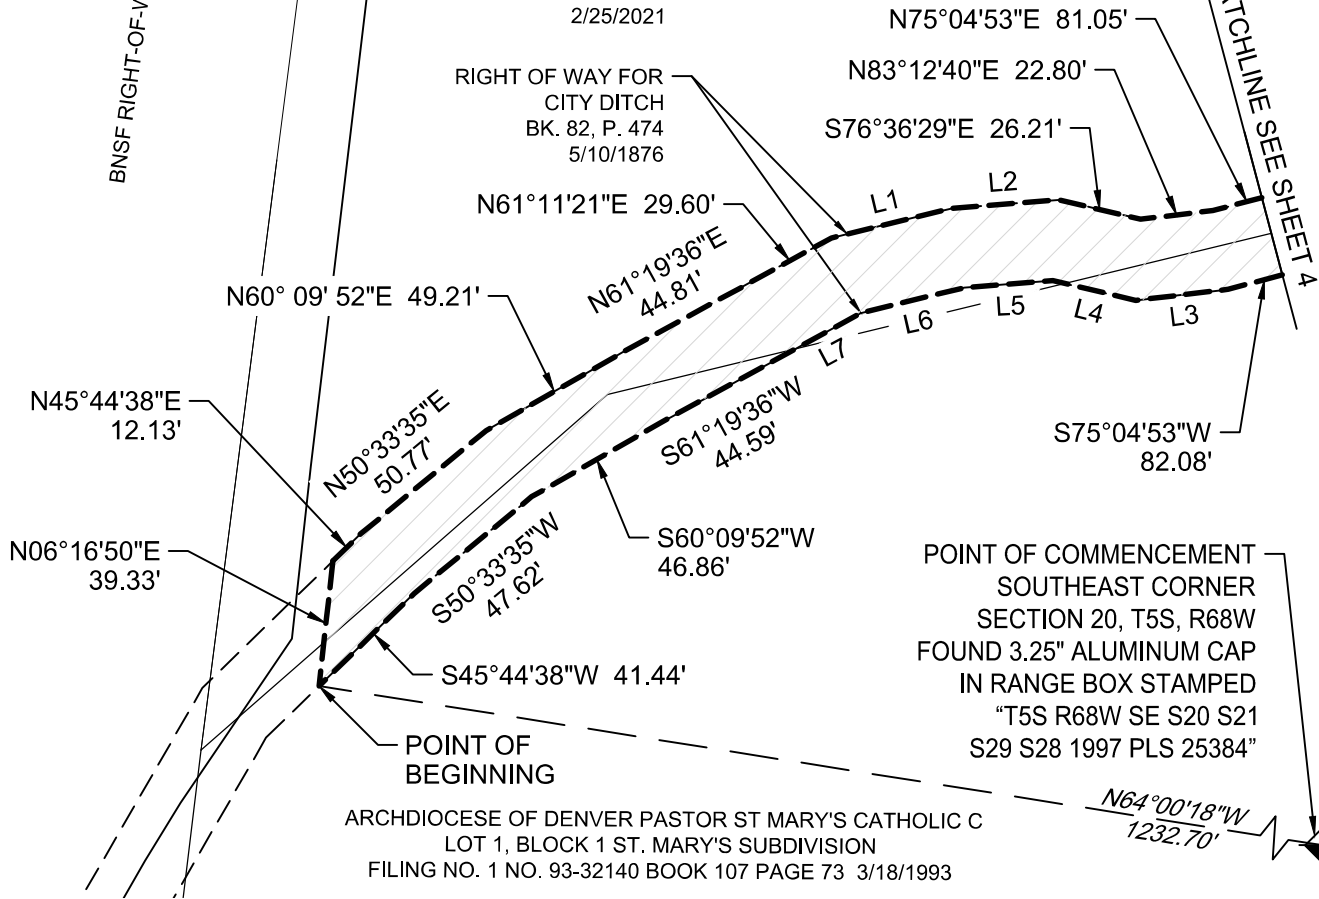 2/25/2021
N75°04'53"E 81.05'
RIGHT OF WAY FOR
CITY DITCH
BK. 82, P. 474
5/10/1876
N83°12'40"E 22.80'
S76°36'29"E 26.21'
BNSF
SEE SHEET 4
L1
L2
N61°11'21"E 29.60'
N61°19'36"E
44.81'
N60° 09' 52"E 49.21'
L3
L4
L5
L6
L7
N45°44'38"E
12.13'
N50°33'35"E
50.77'
S61°19'36"W
44.59'
S75°04'53"W
82.08'
N06°16'50"E
39.33'
S50°33'35"W
47.62'
S60°09'52"W
46.86'
S45°44'38"W 41.44'
POINT OF
BEGINNING
POINT OF COMMENCEMENT
SOUTHEAST CORNER
SECTION 20, T5S, R68W
FOUND 3.25" ALUMINUM CAP
IN RANGE BOX STAMPED
“T5S R68W SE S20 S21
S29 S28 1997 PLS 25384”
N64°00'18"W
1232.70'
ARCHDIOCESE OF DENVER PASTOR ST MARY'S CATHOLIC C
LOT 1, BLOCK 1 ST. MARY'S SUBDIVISION
FILING NO. 1 NO. 93-32140 BOOK 107 PAGE 73 3/18/1993